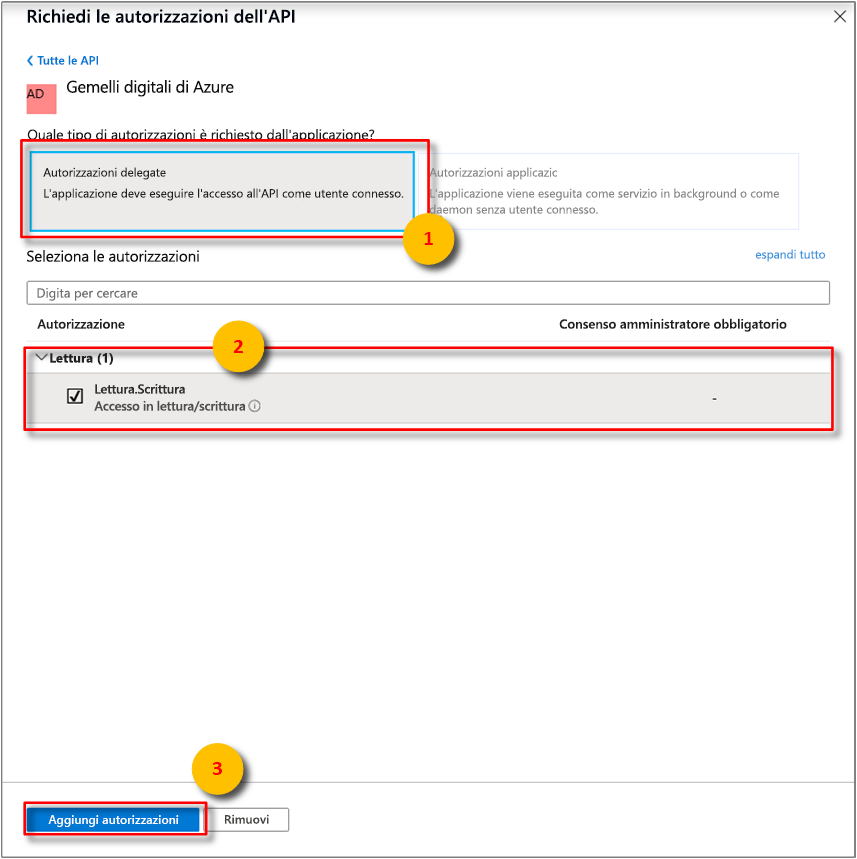 Richiedi le autorizzazioni dell'API
Tutte le API
AD
Gemelli digitali di Azure
Quale tipo di autorizzazioni è richiesto dall'applicazione?
Autorizzazioni delegate
L'applicazione deve eseguire l'accesso all'API come utente connesso.
Autorizzazioni applicazic
L'applicazione viene eseguita come servizio in background o come
daemon senza utente connesso.
1
Seleziona le autorizzazioni
espandi tutto
Digita per cercare
Autorizzazione
Consenso amministratore obbligatorio
2
Lettura (1)
Lettura.Scrittura
Accesso in lettura/scrittura
-
3
Aggiungi autorizzazioni
Rimuovi